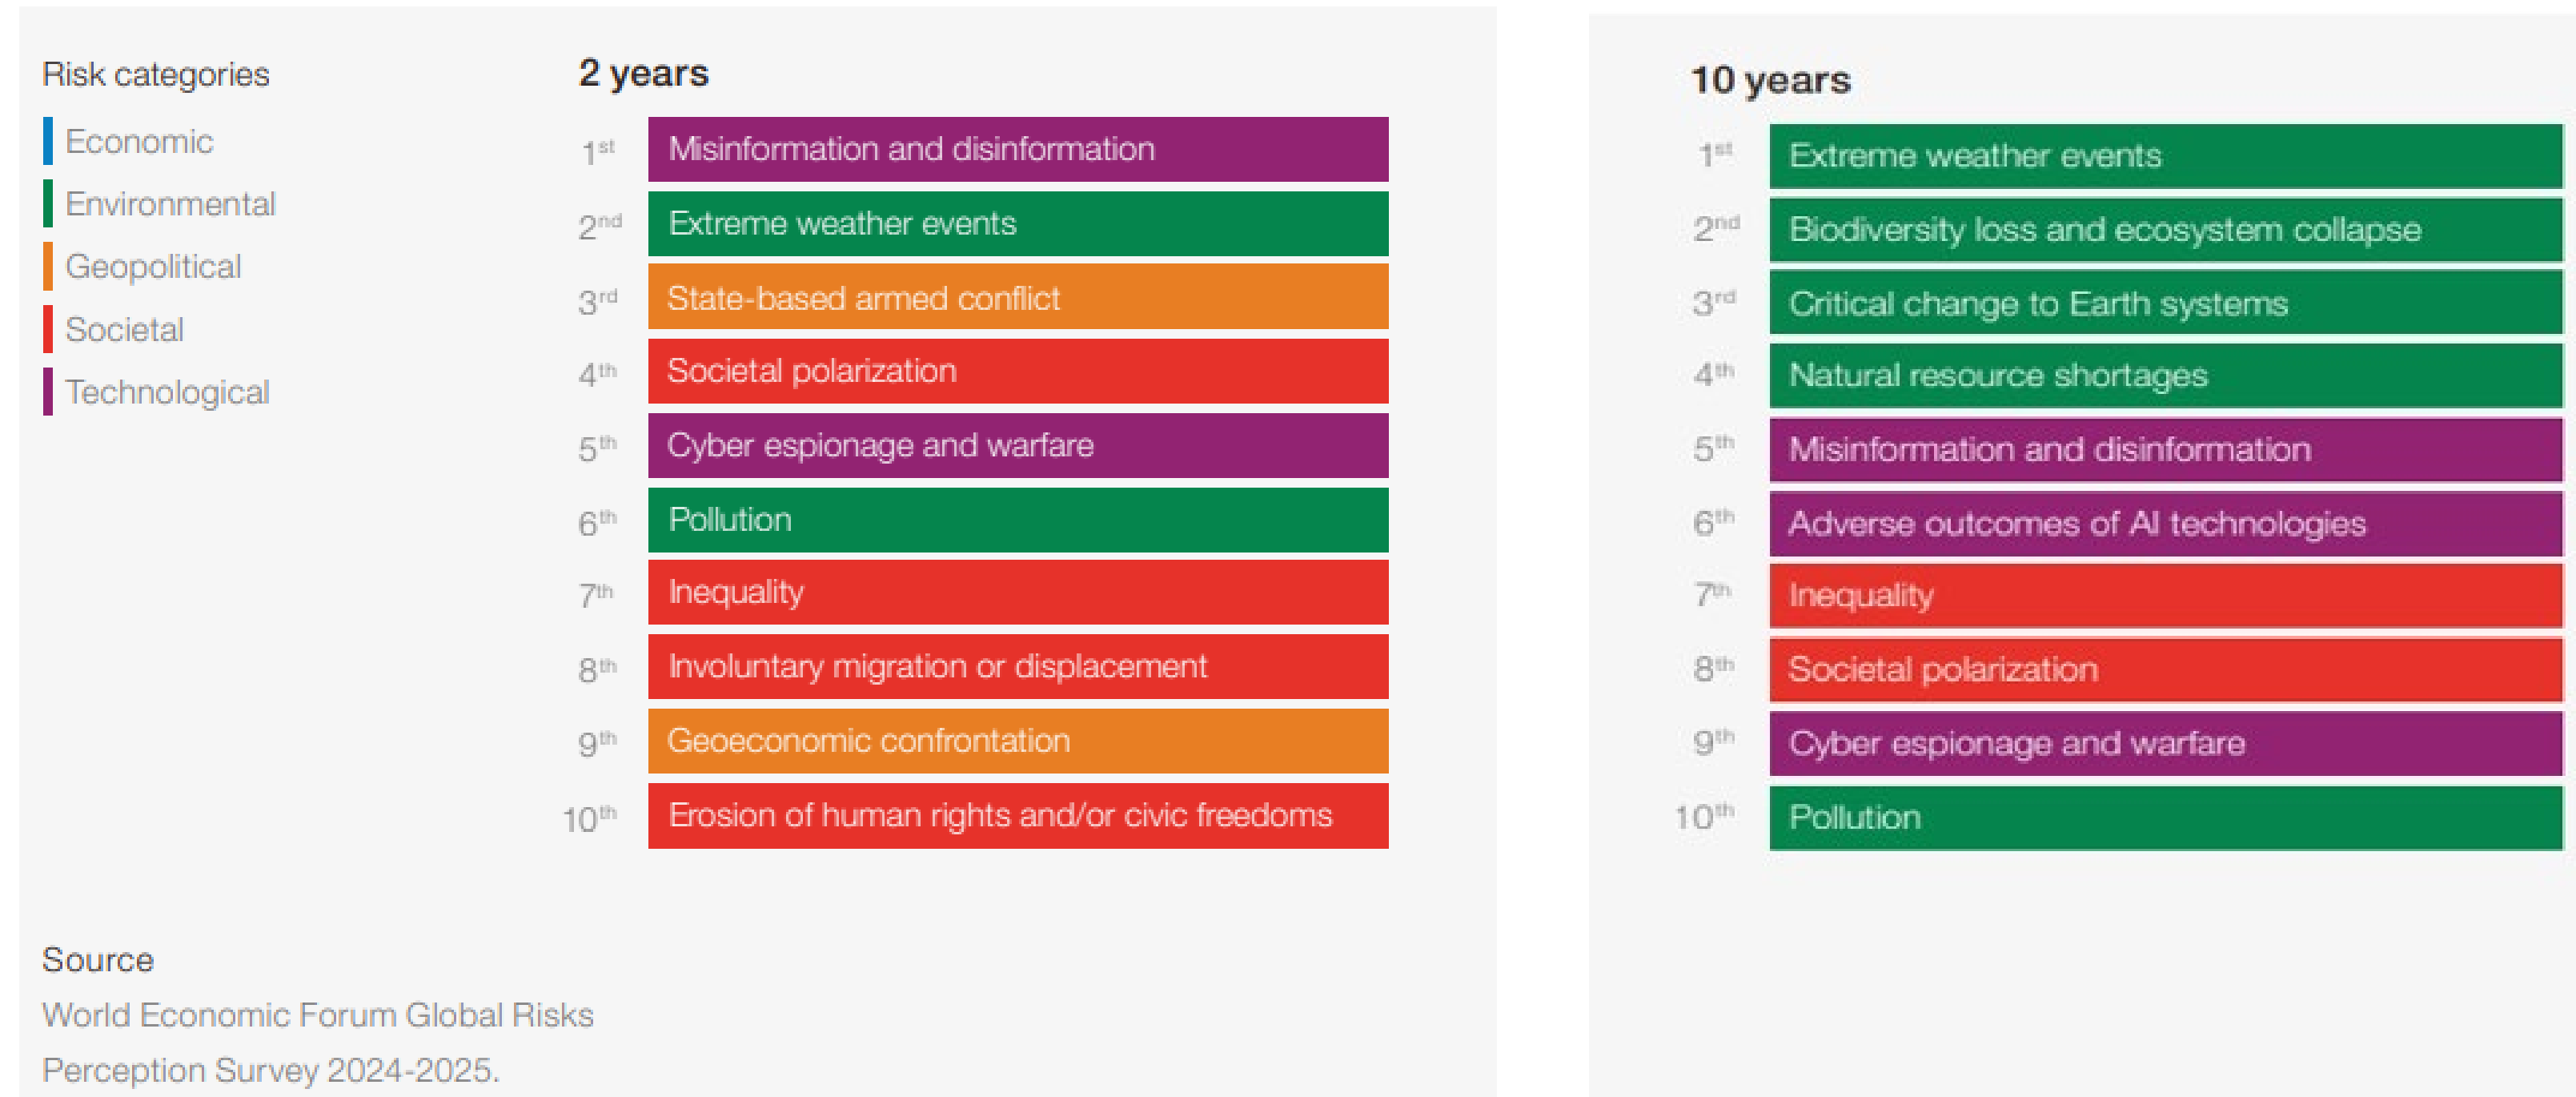 Risk categories
Economic
Environmental
Geopolitical
Societal
Technological
2 years
1st Misinformation and disinformation
2nd Extreme weather events
3rd State-based armed conflict
4th Societal polarization
5th Cyber espionage and warfare
6th Pollution
7th Inequality
8th Involuntary migration or displacement
9th Geoeconomic confrontation
10th Erosion of human rights and/or civic freedoms
Source
World Economic Forum Global Risks
Perception Survey 2024-2025.
10 years
1st Extreme weather events
2nd Biodiversity loss and ecosystem collapse
3rd Critical change to Earth systems
4th Natural resource shortages
5th Misinformation and disinformation
6th Adverse outcomes of AI technologies
7th Inequality
8th Societal polarization
9th Cyber espionage and warfare
10th Pollution